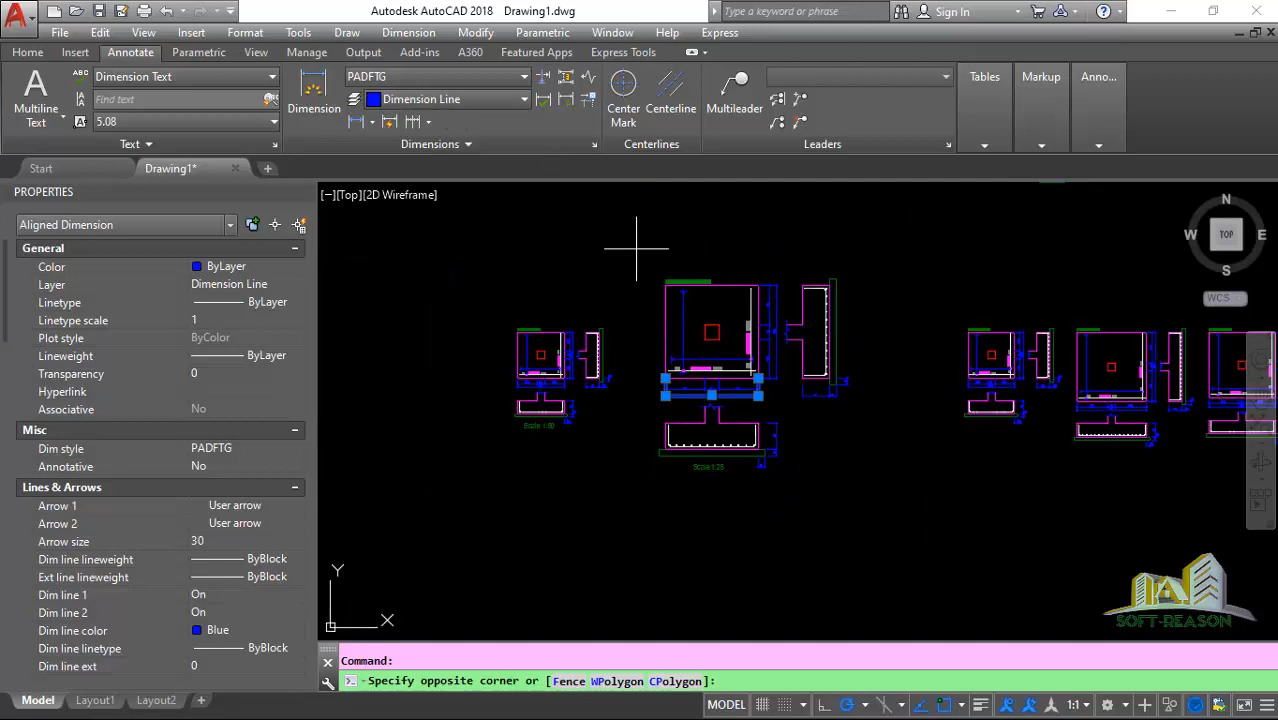 Autodesk AutoCAD 2018 Drawing1.dwg
Type a keyword or phrase
Sign In
File Edit View Insert Format Tools Draw Dimension Modify Parametric Window Help Express
Home Insert Annotate Parametric View Manage Output Add-ins A360 Featured Apps Express Tools
A
Multiline
Text
Dimension Text
Find text
5.08
Text
Dimension
PADFTG
Dimension Line
Dimensions
Center
Mark
Centerline
Centerlines
Multileader
Leaders
Tables
Markup
Anno...
Start
Drawing1*
PROPERTIES
[−][Top][2D Wireframe]
Aligned Dimension
General
Color ByLayer
Layer Dimension Line
Linetype ByLayer
Linetype scale 1
Plot style ByColor
Lineweight ByLayer
Transparency 0
Hyperlink
Associative No
Misc
Dim style PADFTG
Annotative No
Lines & Arrows
Arrow 1 User arrow
Arrow 2 User arrow
Arrow size 30
Dim line lineweight ByBlock
Ext line lineweight ByBlock
Dim line 1 On
Dim line 2 On
Dim line color Blue
Dim line linetype ByBlock
Dim line ext 0
N
W TOP E
S
WCS
Scale 1:50
Scale 1:25
Y
X
SOFT-REASON
Command:
Specify opposite corner or [Fence WPolygon CPolygon]:
Model Layout1 Layout2
MODEL
1:1